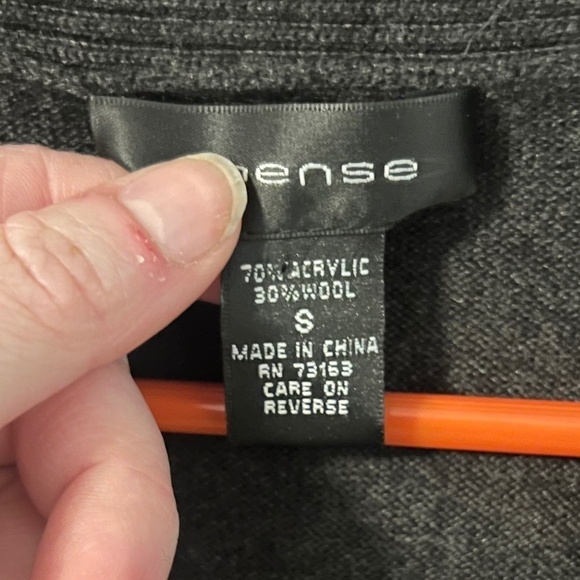 ense
70% ACRYLIC
30% WOOL
S
MADE IN CHINA
RN 73163
CARE ON
REVERSE